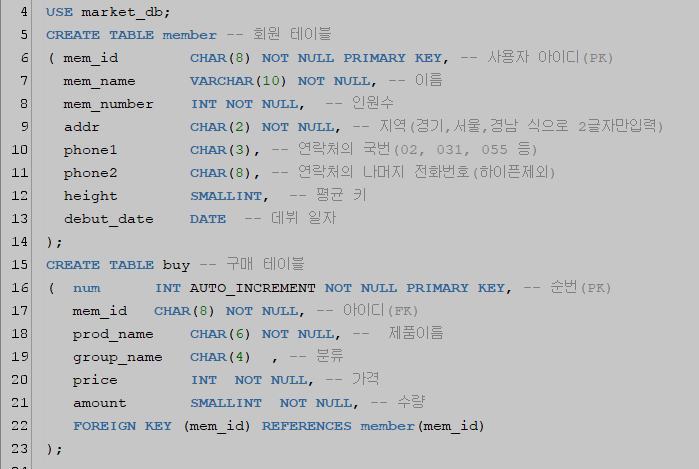 4 USE market_db;
5 CREATE TABLE member -- 회원 테이블
6 ( mem_id CHAR(8) NOT NULL PRIMARY KEY, -- 사용자 아이디(PK)
7 mem_name VARCHAR(10) NOT NULL, -- 이름
8 mem_number INT NOT NULL, -- 인원수
9 addr CHAR(2) NOT NULL, -- 지역(경기,서울,경남 식으로 2글자만입력)
10 phone1 CHAR(3), -- 연락처의 국번(02, 031, 055 등)
11 phone2 CHAR(8), -- 연락처의 나머지 전화번호(하이픈제외)
12 height SMALLINT, -- 평균 키
13 debut_date DATE -- 데뷔 일자
14 );
15 CREATE TABLE buy -- 구매 테이블
16 ( num INT AUTO_INCREMENT NOT NULL PRIMARY KEY, -- 순번(PK)
17 mem_id CHAR(8) NOT NULL, -- 아이디(FK)
18 prod_name CHAR(6) NOT NULL, -- 제품이름
19 group_name CHAR(4) , -- 분류
20 price INT NOT NULL, -- 가격
21 amount SMALLINT NOT NULL, -- 수량
22 FOREIGN KEY (mem_id) REFERENCES member(mem_id)
23 );